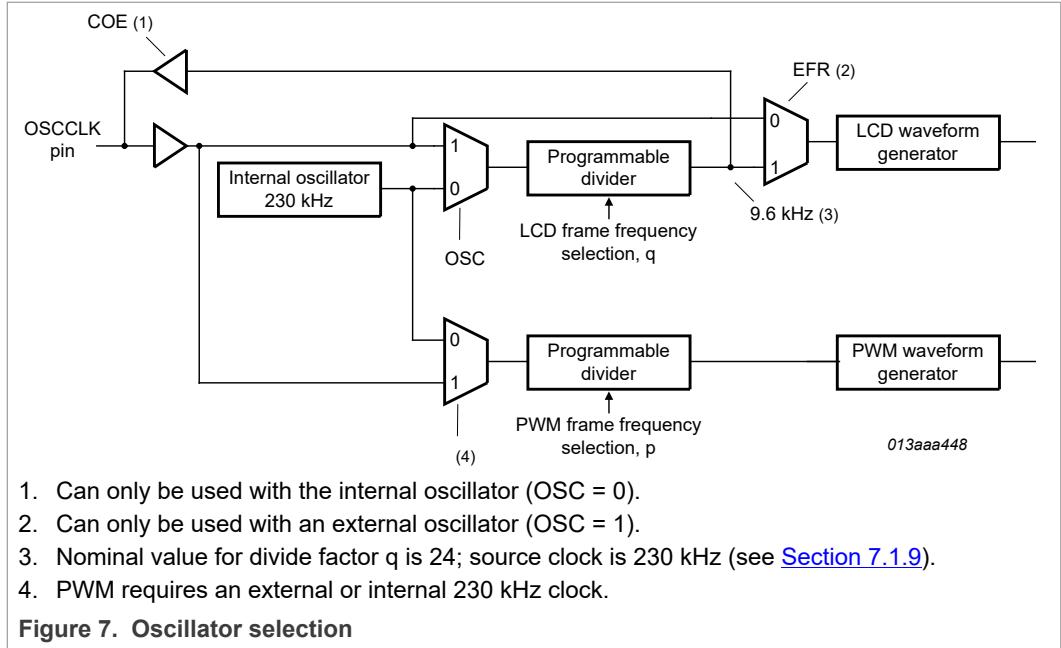 COE (1)
EFR (2)
OSCCLK
pin
0
LCD waveform
generator
1
Programmable
divider
1
Internal oscillator
230 kHz
0
9.6 kHz (3)
LCD frame frequency
selection, q
OSC
0
Programmable
divider
PWM waveform
generator
1
PWM frame frequency
selection, p
013aaa448
(4)
1. Can only be used with the internal oscillator (OSC = 0).
2. Can only be used with an external oscillator (OSC = 1).
3. Nominal value for divide factor q is 24; source clock is 230 kHz (see Section 7.1.9).
4. PWM requires an external or internal 230 kHz clock.
Figure 7. Oscillator selection